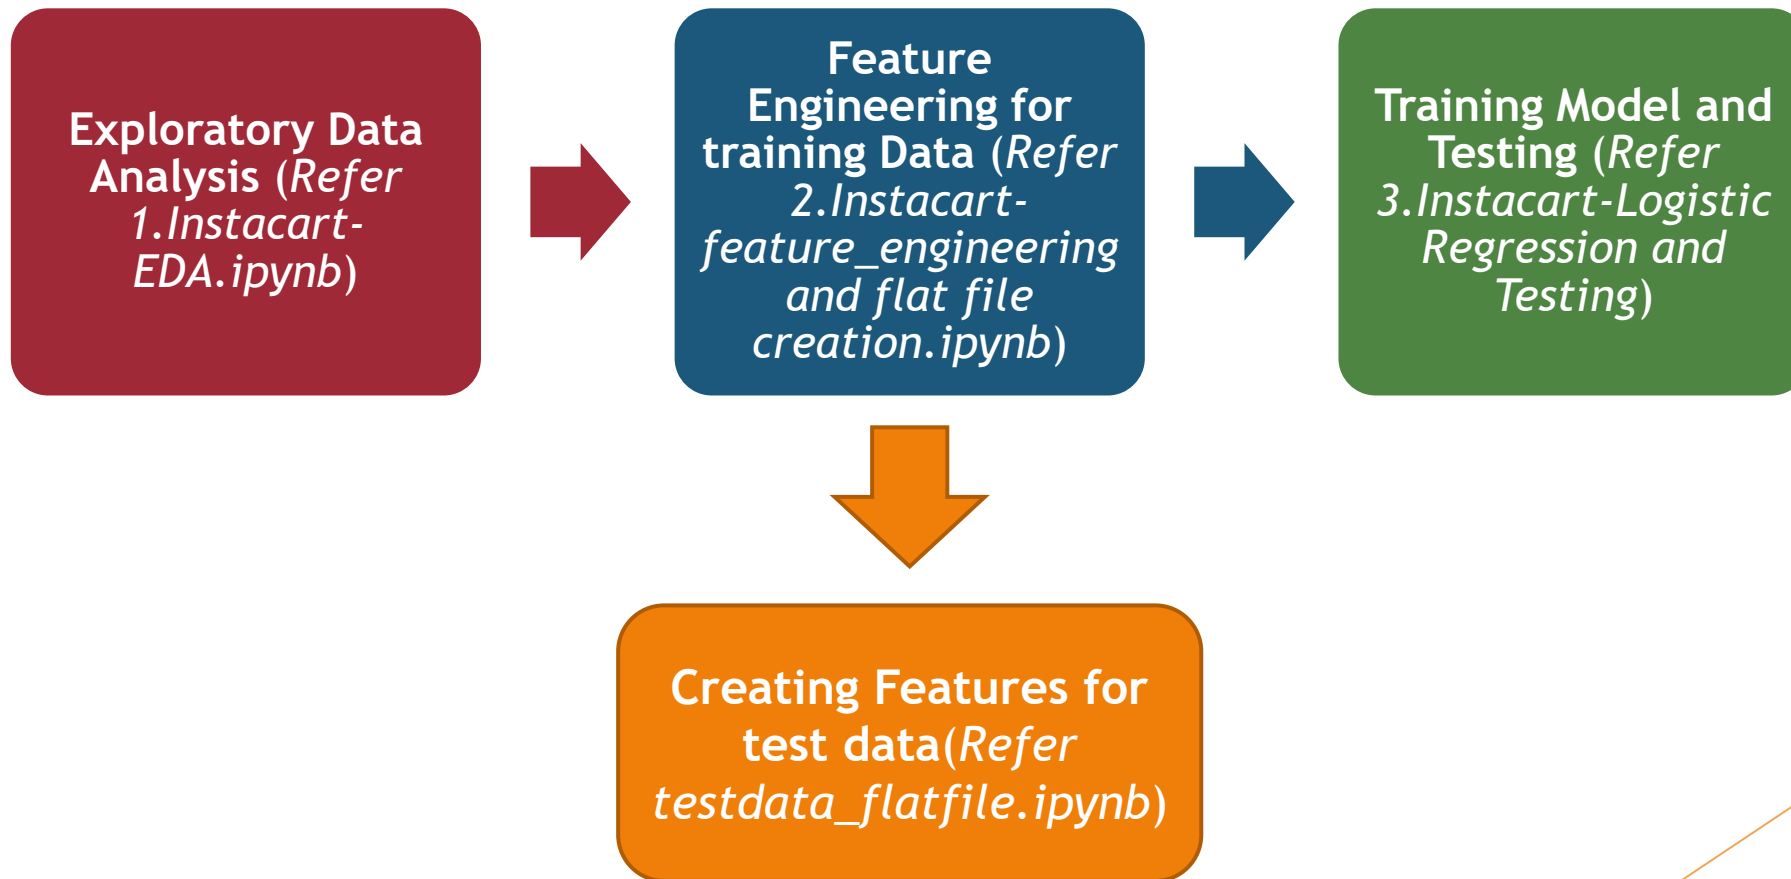 Exploratory Data
Analysis (Refer
1.Instacart-
EDA.ipynb)
Feature
Engineering for
training Data (Refer
2.Instacart-
feature_engineering
and flat file
creation.ipynb)
Training Model and
Testing (Refer
3.Instacart-Logistic
Regression and
Testing)
Creating Features for
test data(Refer
testdata_flatfile.ipynb)